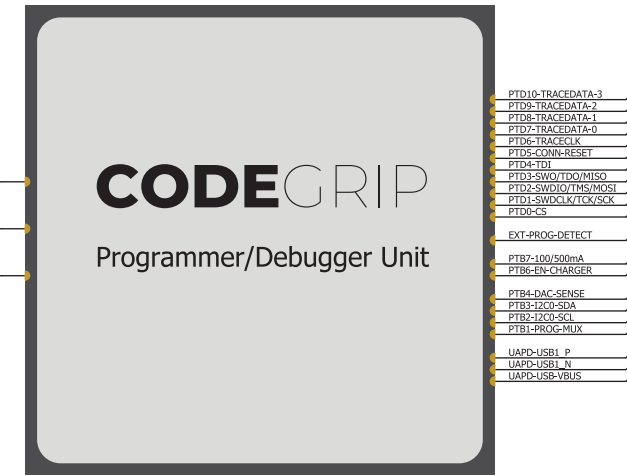 CODEGRIP
Programmer/Debugger Unit
PTD10-TRACEDATA-3
PTD9-TRACEDATA-2
PTD8-TRACEDATA-1
PTD7-TRACEDATA-0
PTD6-TRACECLK
PTD5-CONN-RESET
PTD4-TDI
PTD3-SWO/TDO/MISO
PTD2-SWDIO/TMS/MOSI
PTD1-SWDCLK/TCK/SCK
PTD0-CS
EXT-PROG-DETECT
PTB7-100/500mA
PTB6-EN-CHARGER
PTB4-DAC-SENSE
PTB3-I2C0-SDA
PTB2-I2C0-SCL
PTB1-PROG-MUX
UAPD-USB1_P
UAPD-USB1_N
UAPD-USB-VBUS